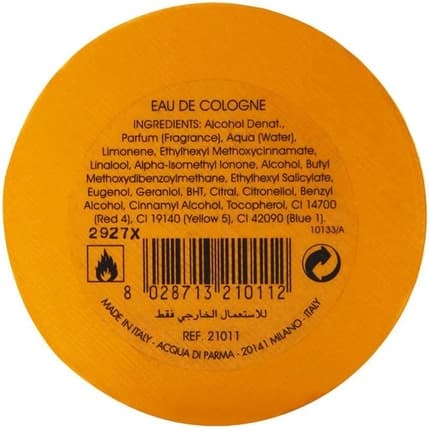 EAU DE COLOGNE
INGREDIENTS: Alcohol Denat.,
Parfum (Fragrance), Aqua (Water),
Limonene, Ethylhexyl Methoxycinnamate,
Linalool, Alpha-Isomethyl Ionone, Alcohol, Butyl
Methoxydibenzoylmethane, Ethylhexyl Salicylate,
Eugenol, Geraniol, BHT, Citral, Citronellol, Benzyl
Alcohol, Cinnamyl Alcohol, Tocopherol, CI 14700
(Red 4), CI 19140 (Yellow 5), CI 42090 (Blue 1).
2927X
10133/A
8 028713 210112
للاستعمال الخارجي فقط
REF. 21011
MADE IN ITALY - ACQUA DI PARMA - 20141 MILANO - ITALY